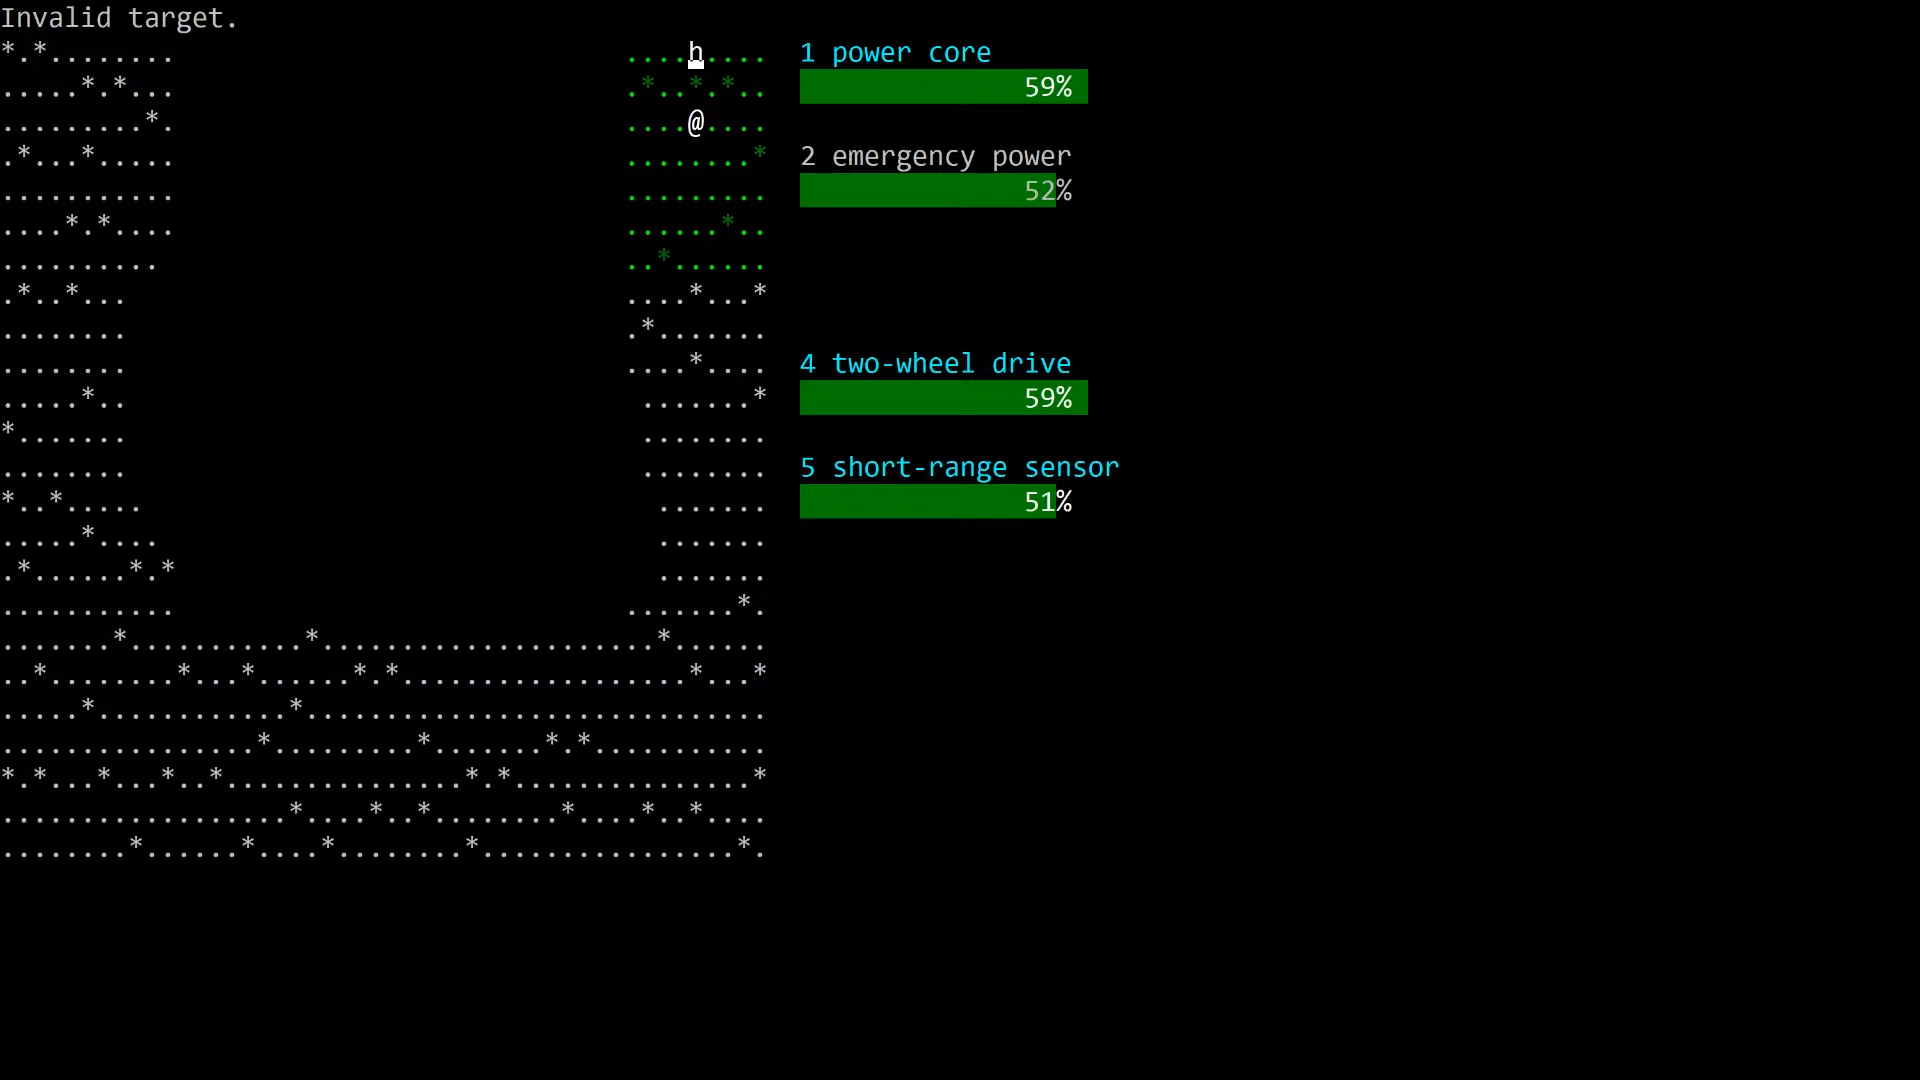 Invalid target.
*.*........                            ....h....  1 power core
.....*.*...                            .*..*.*..  59%
.........*.                            ....@....
.*...*.....                            ........*  2 emergency power
...........                            .........  52%
....*.*....                            ......*..
..........                             ..*......
.*..*...                               ....*...*
........                               .*.......
........                               ....*....  4 two-wheel drive
.....*..                                .......*  59%
*.......                                ........
........                                ........  5 short-range sensor
*..*.....                                .......  51%
.....*....                               .......
.*......*.*                              .......
...........                            .......*.
.......*...........*.....................*......
..*........*...*......*.*..................*...*
.....*............*.............................
................*.........*.......*.*...........
*.*...*...*..*...............*.*...............*
..................*....*..*........*....*..*....
........*......*....*........*................*.